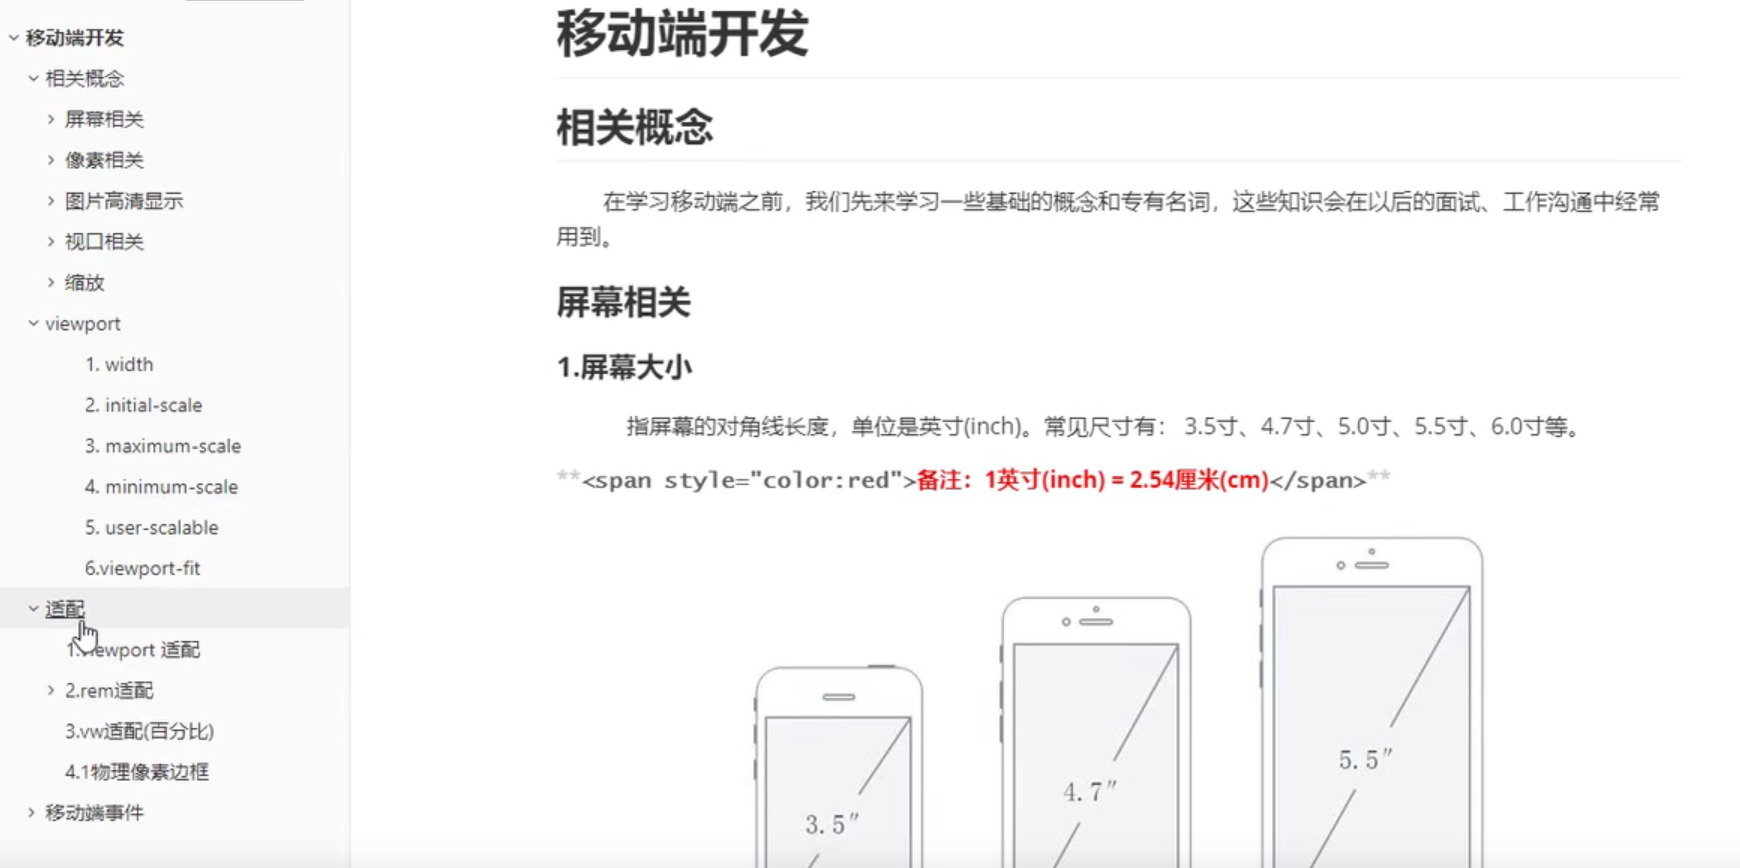 移动端开发
相关概念
屏幕相关
像素相关
图片高清显示
视口相关
缩放
viewport
1. width
2. initial-scale
3. maximum-scale
4. minimum-scale
5. user-scalable
6.viewport-fit
适配
适配
2.rem适配
3.vw适配(百分比)
4.1物理像素边框
移动端事件
移动端开发
相关概念
在学习移动端之前，我们先来学习一些基础的概念和专有名词，这些知识会在以后的面试、工作沟通中经常
用到。
屏幕相关
1.屏幕大小
指屏幕的对角线长度，单位是英寸(inch)。常见尺寸有： 3.5寸、4.7寸、5.0寸、5.5寸、6.0寸等。
**<span style="color:red">备注：1英寸(inch) = 2.54厘米(cm)</span>**
3.5″
4.7″
5.5″